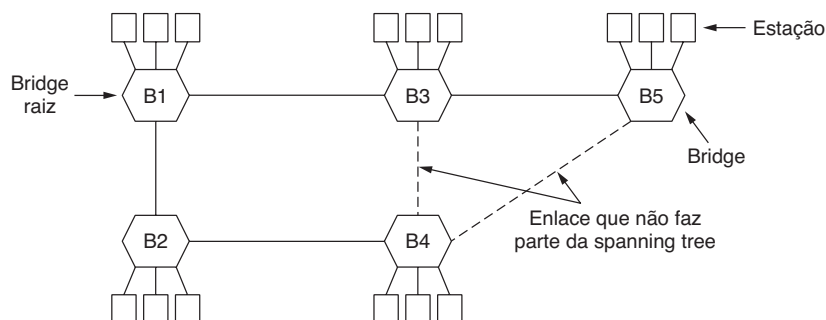 Estação
Bridge
raiz
B1
B3
B5
Bridge
B2
B4
Enlace que não faz
parte da spanning tree